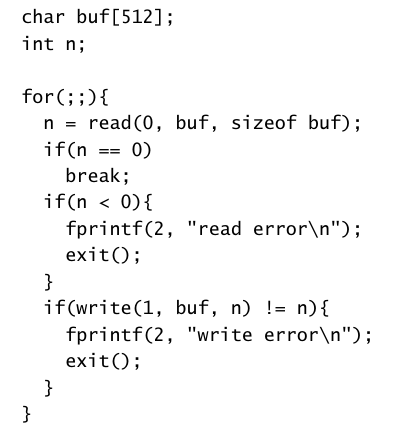 char buf[512];
int n;

for(;;){
  n = read(0, buf, sizeof buf);
  if(n == 0)
    break;
  if(n < 0){
    fprintf(2, "read error\n");
    exit();
  }
  if(write(1, buf, n) != n){
    fprintf(2, "write error\n");
    exit();
  }
}